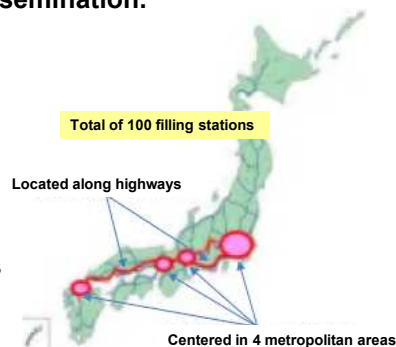 semination.
Total of 100 filling stations
Located along highways
Centered in 4 metropolitan areas